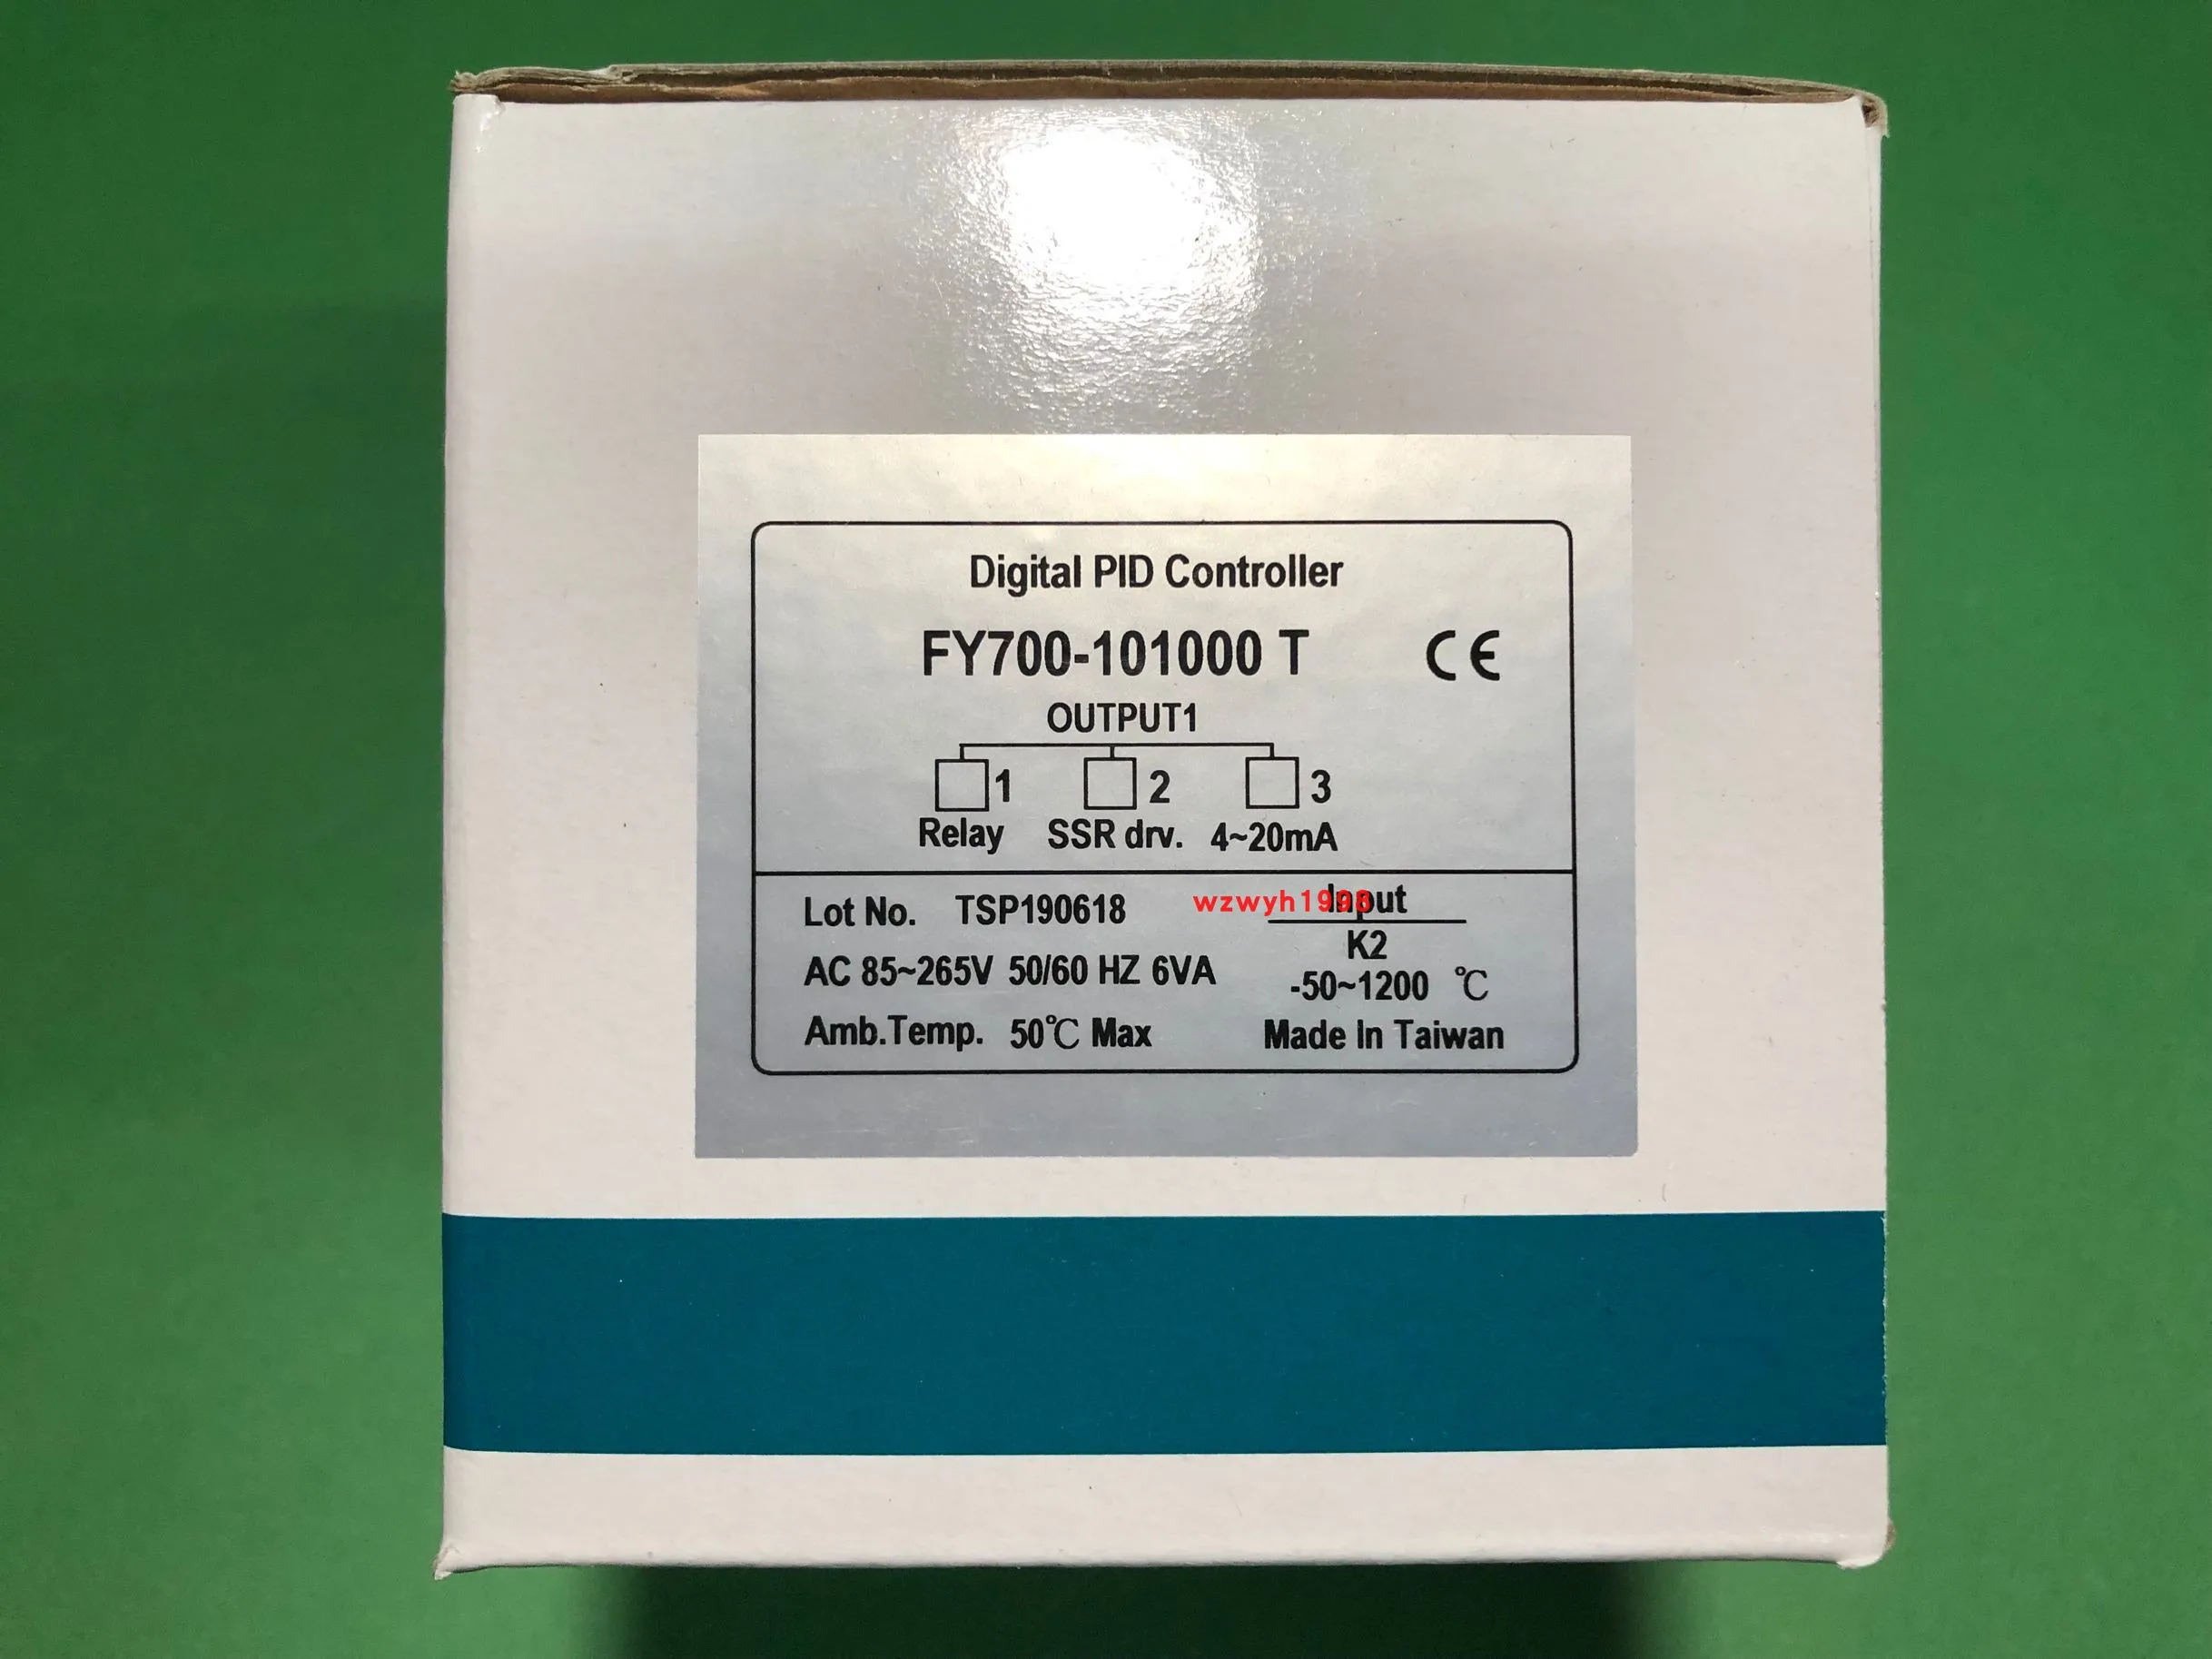 Digital PID Controller
FY700-101000 T CE
OUTPUT1
1 2 3
Relay SSR drv. 4~20mA
Lot No. TSP190618 wzwyh1998 Input
K2
AC 85~265V 50/60 HZ 6VA -50~1200 ℃
Amb.Temp. 50℃ Max Made In Taiwan